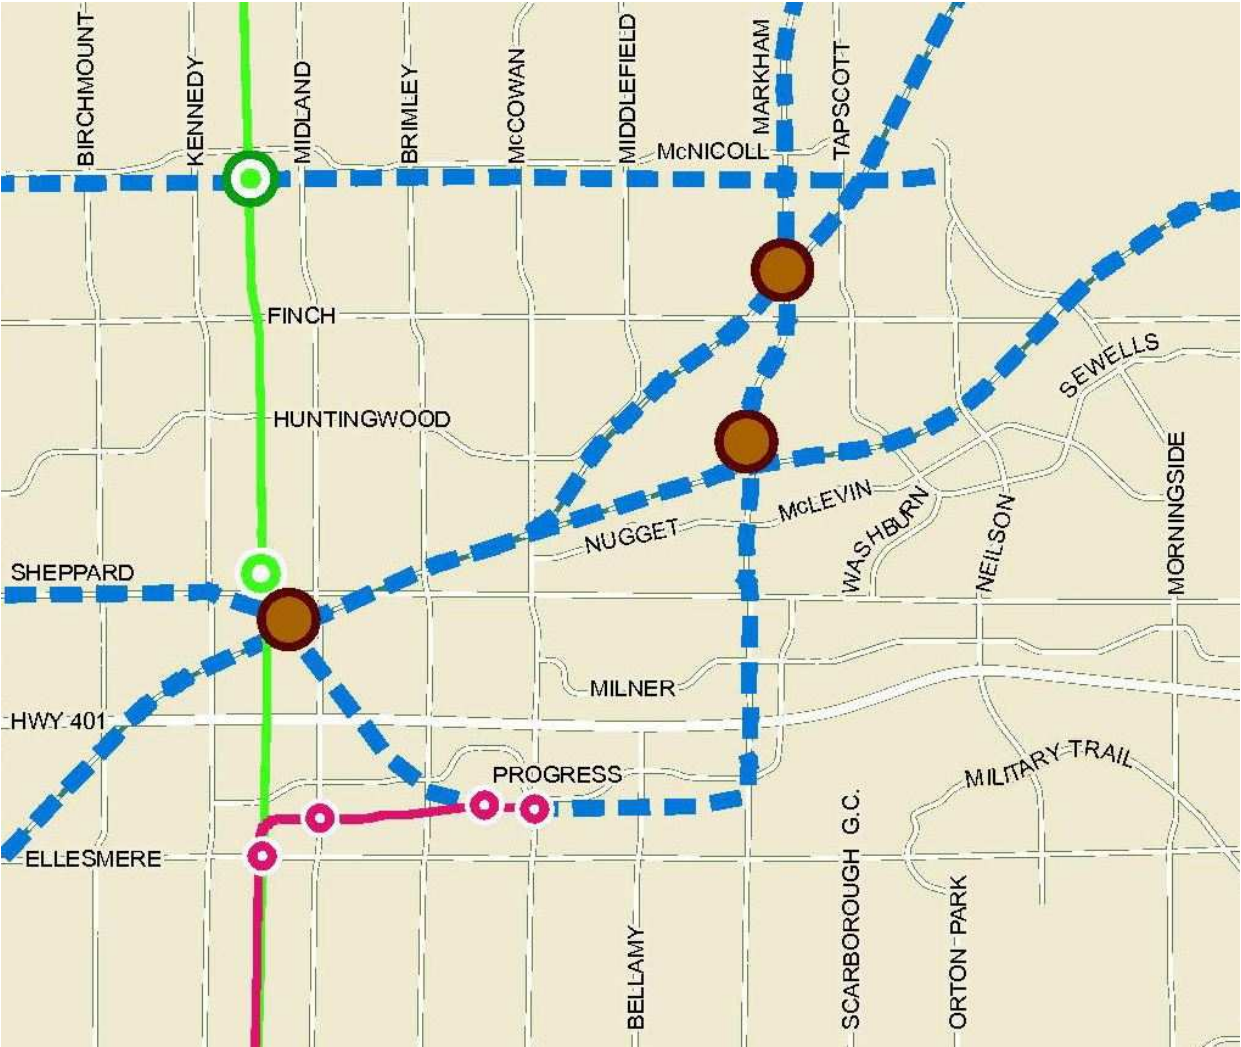 BIRCHMOUNT
KENNEDY
MIDLAND
BRIMLEY
McCOWAN
MIDDLEFIELD
MARKHAM
TAPSCOTT
McNICOLL
FINCH
SEWELLS
HUNTINGWOOD
MORNINGSIDE
McLEVIN
NUGGET
WASHBURN
NEILSON
SHEPPARD
MILNER
HWY 401
PROGRESS
MILITARY TRAIL
ELLESMERE
SCARBOROUGH G.C.
ORTON PARK
BELLAMY